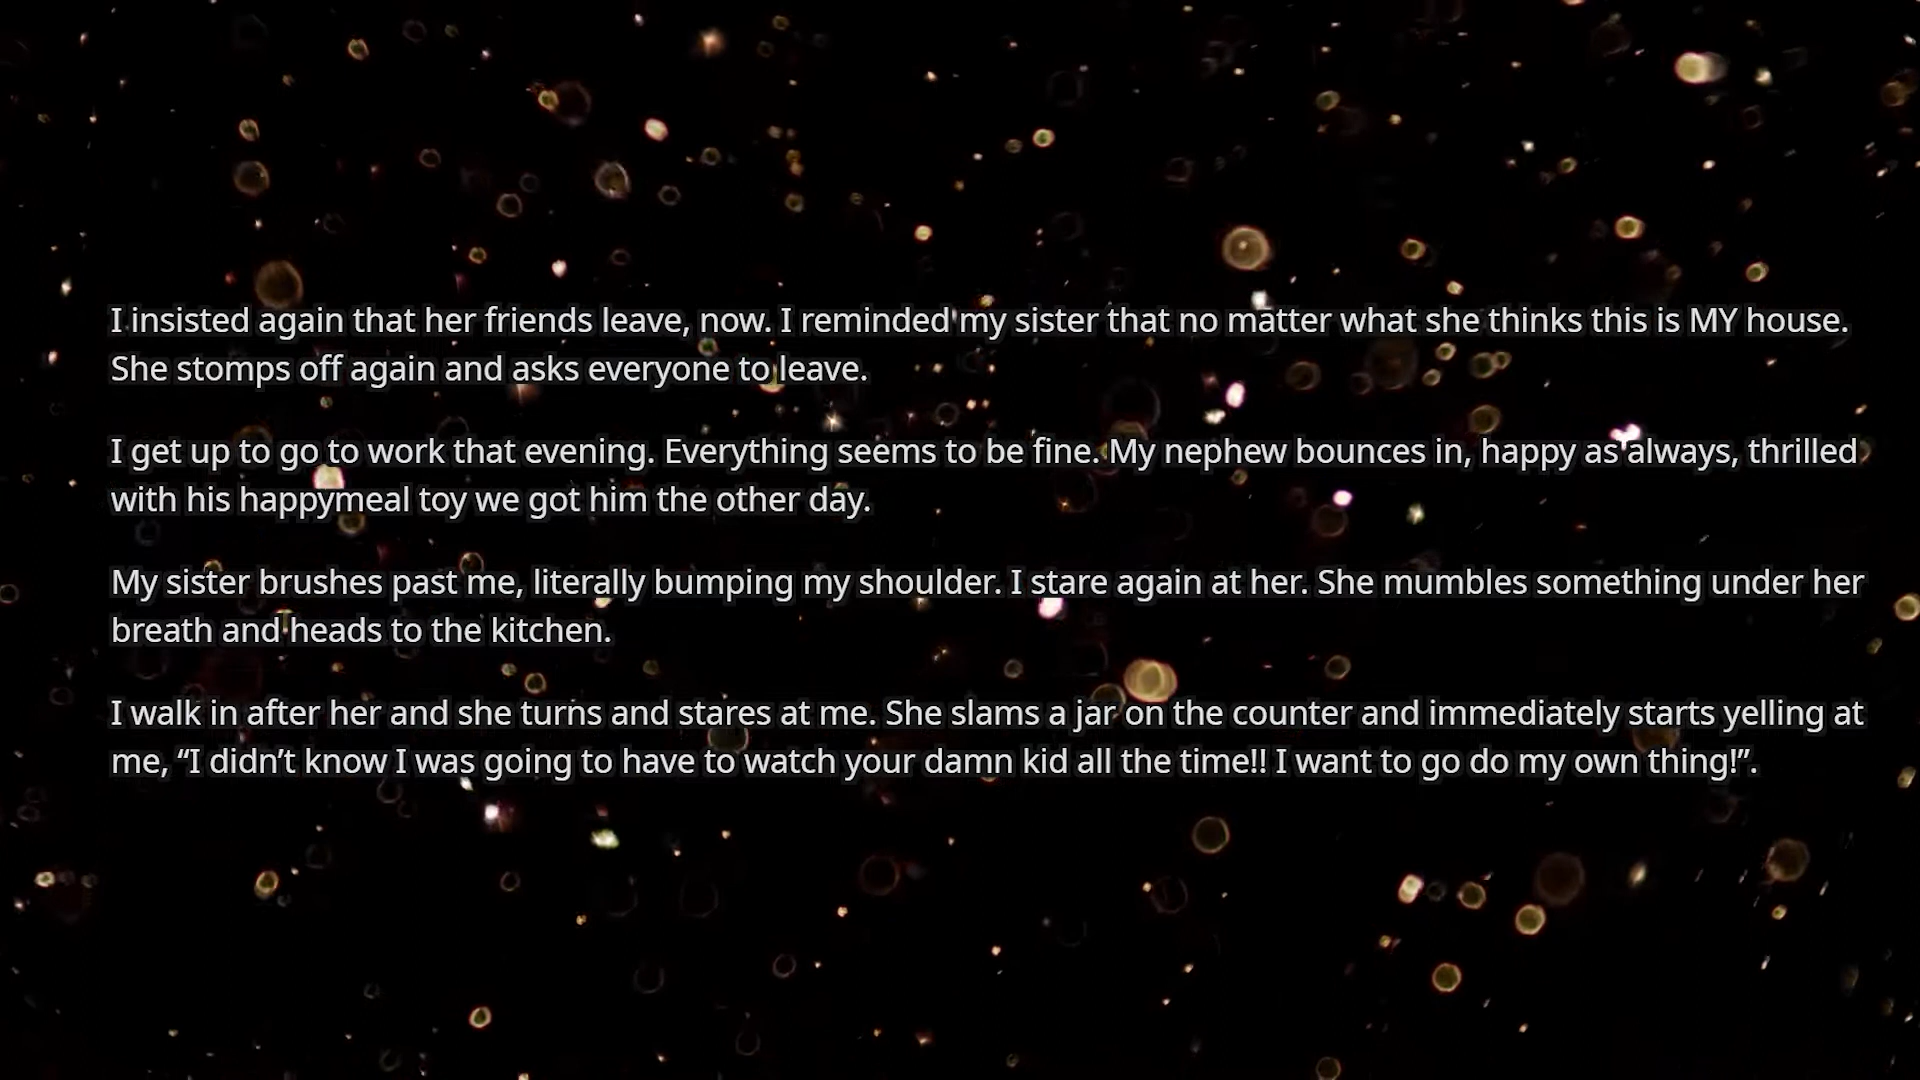 I insisted again that her friends leave, now. I reminded my sister that no matter what she thinks this is MY house.
She stomps off again and asks everyone to leave.
I get up to go to work that evening. Everything seems to be fine. My nephew bounces in, happy as always, thrilled
with his happymeal toy we got him the other day.
My sister brushes past me, literally bumping my shoulder. I stare again at her. She mumbles something under her
breath and heads to the kitchen.
I walk in after her and she turns and stares at me. She slams a jar on the counter and immediately starts yelling at
me, “I didn’t know I was going to have to watch your damn kid all the time!! I want to go do my own thing!”.